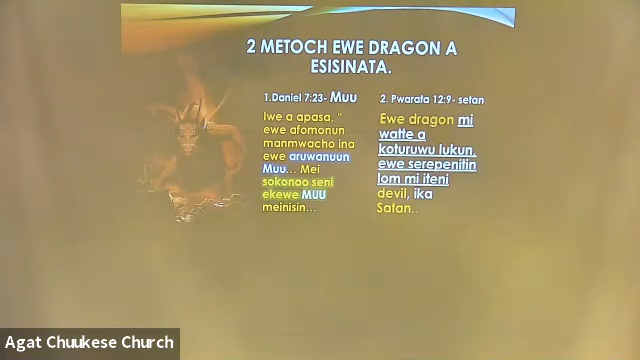 2 METOCH EWE DRAGON A
ESISINATA.
1.Daniel 7:23- Muu
Iwe a apasa, "
ewe afomonun
manmwacho ina
ewe aruwanuun
Muu... Mei
sokonoo seni
ekewe MUU
meinisin...
2. Pwarata 12:9- setan
Ewe dragon mi
watte a
koturuwu lukun,
ewe serepenitin
lom mi iteni
devil, ika
Satan...
Agat Chuukese Church